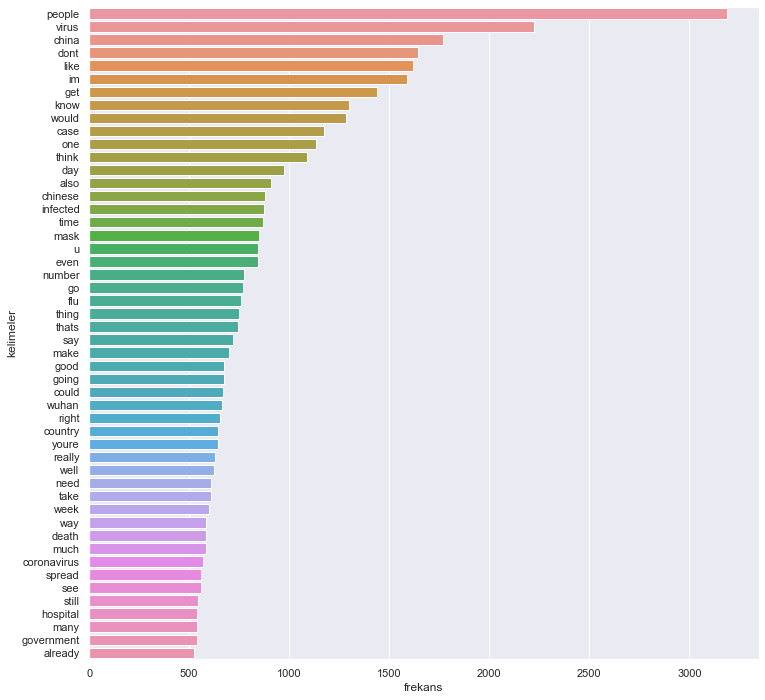 people
virus
china
dont
like
im
get
know
would
case
one
think
day
also
chinese
infected
time
mask
u
even
number
go
flu
thing
thats
say
make
good
going
could
wuhan
right
country
youre
really
well
need
take
week
way
death
much
coronavirus
spread
see
still
hospital
many
government
already
kelimeler
0 500 1000 1500 2000 2500 3000
frekans